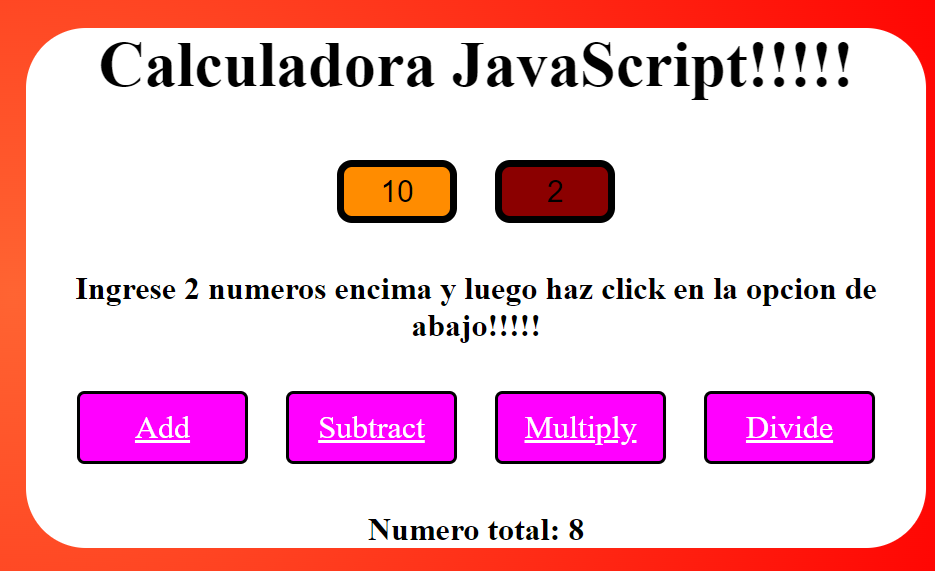 Calculadora JavaScript!!!!!
10 2
Ingrese 2 numeros encima y luego haz click en la opcion de
abajo!!!!!
Add Subtract Multiply Divide
Numero total: 8